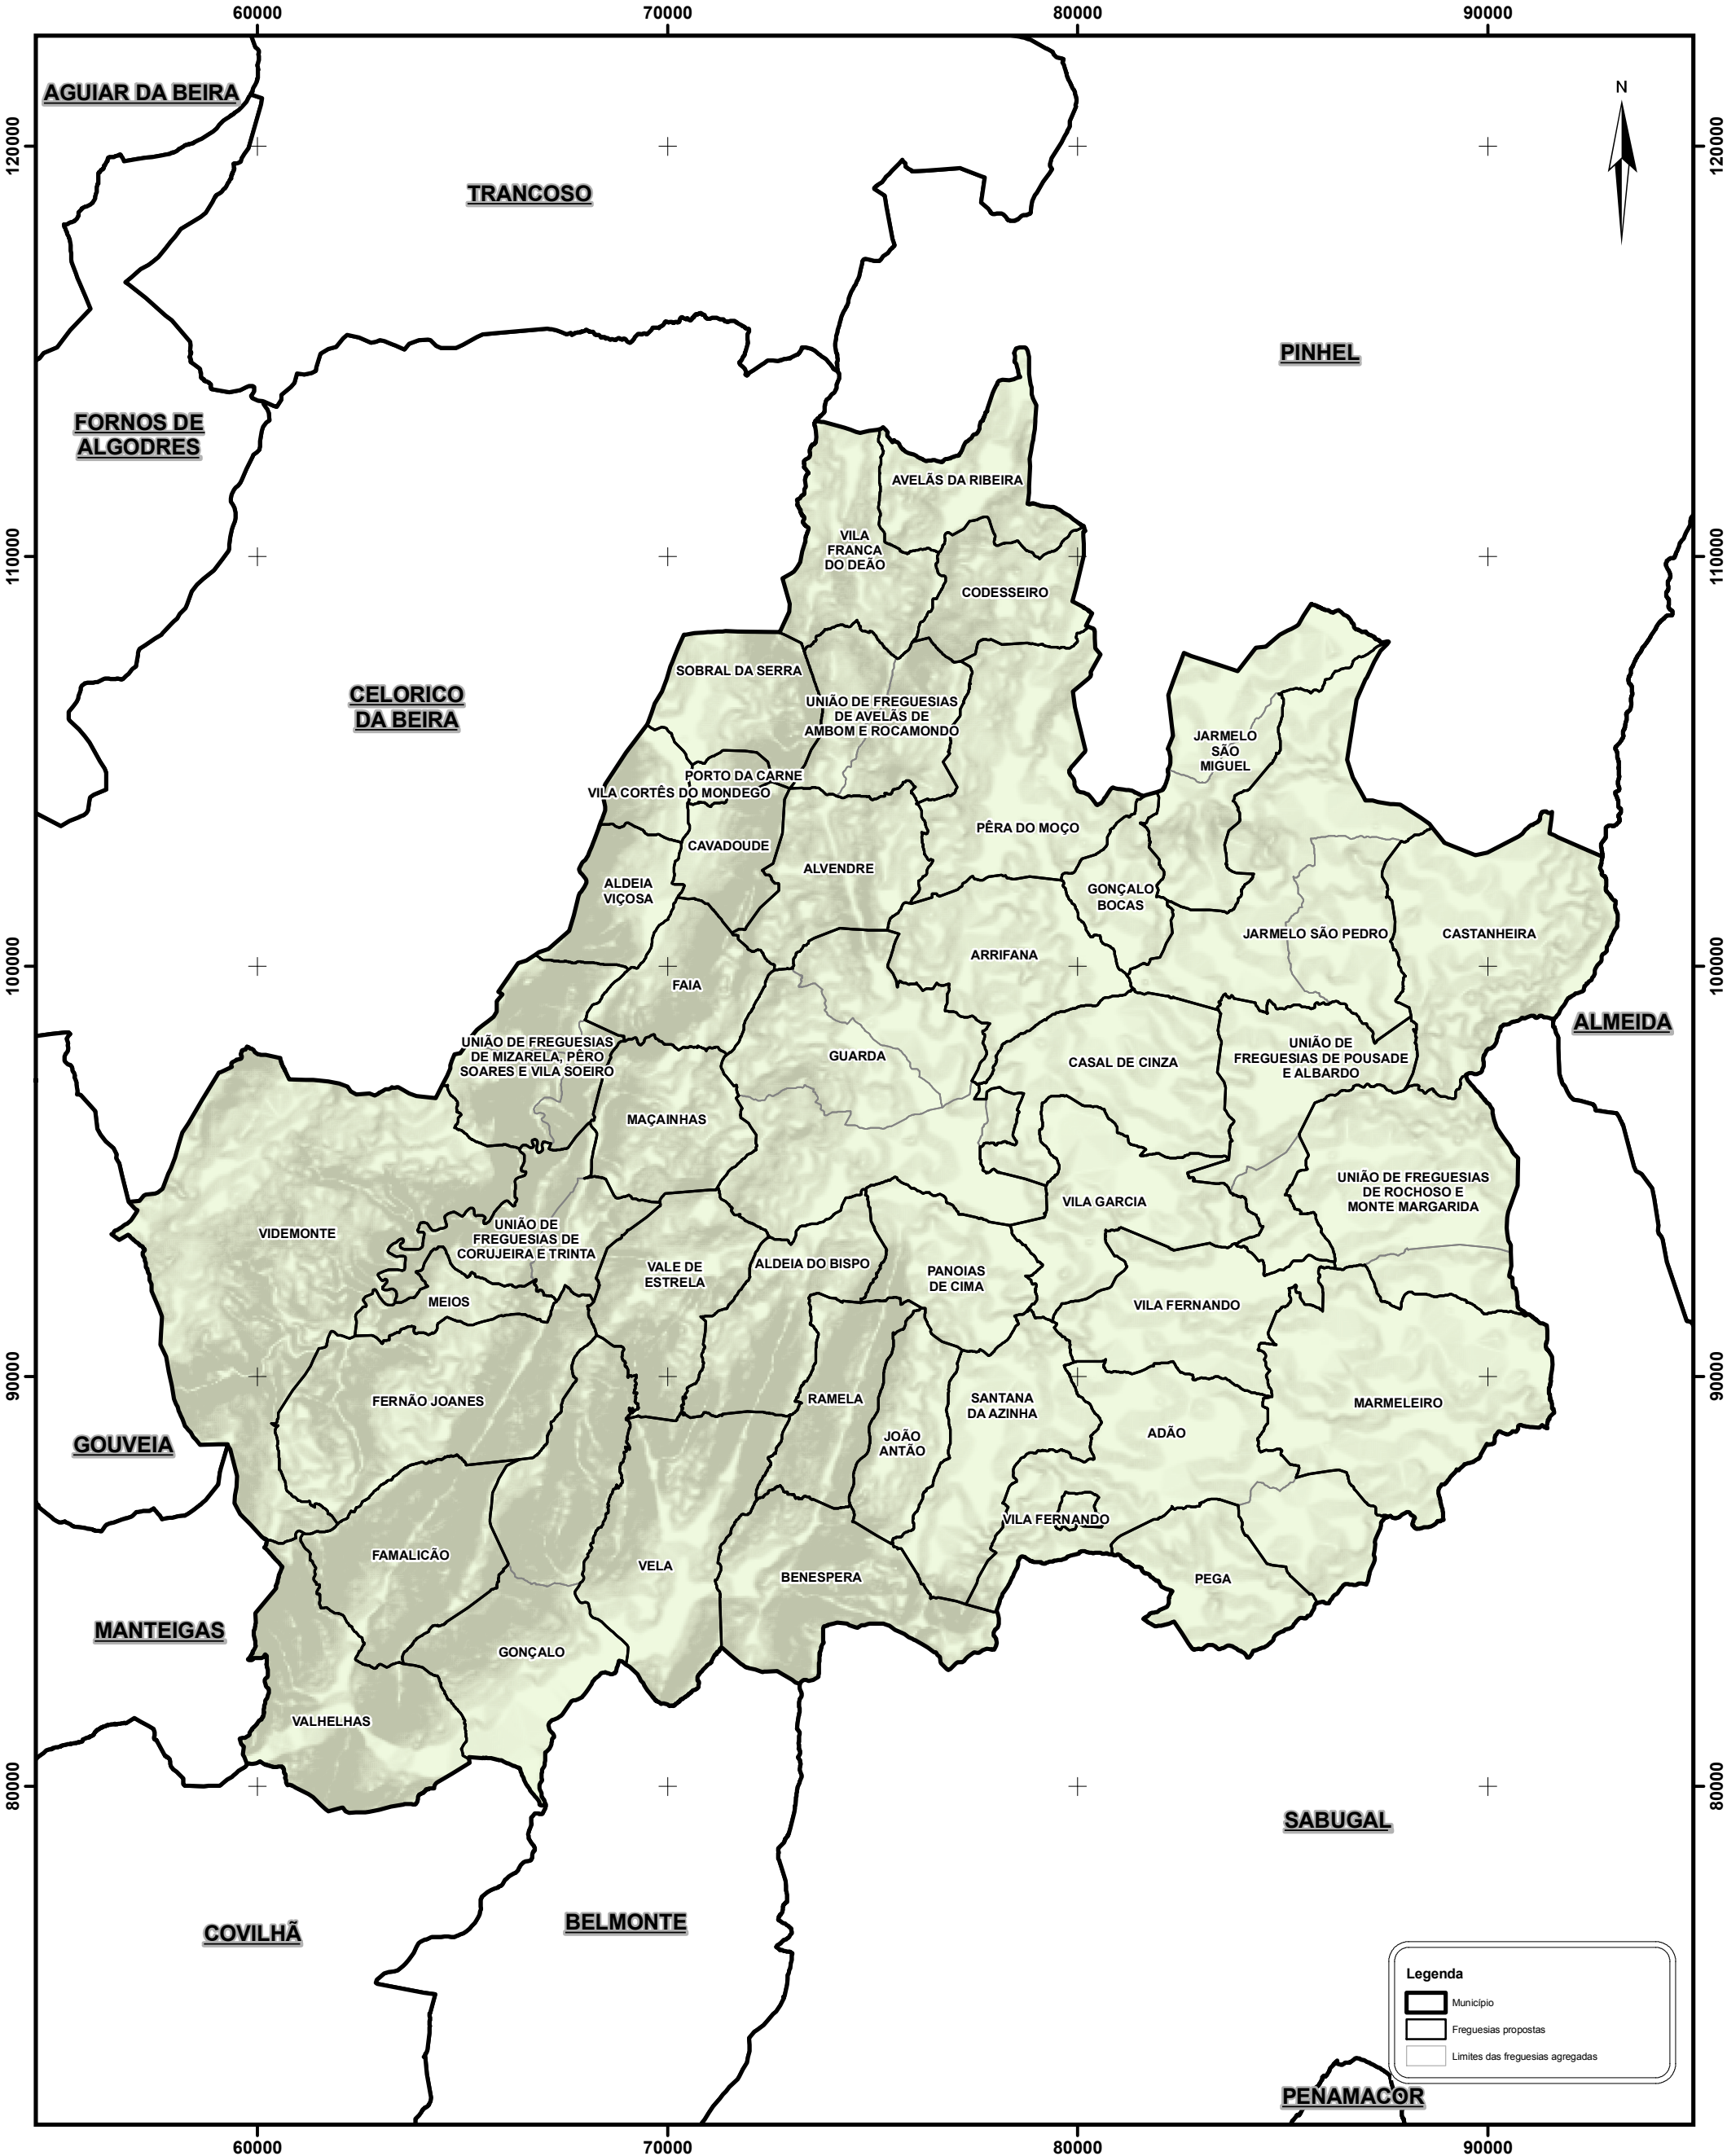 60000
70000
80000
90000
AGUIAR DA BEIRA
N
120000
120000
TRANCOSO
PINHEL
FORNOS DE
ALGODRES
AVELÃS DA RIBEIRA
VILA
FRANCA
DO DEÃO
110000
110000
CODESSEIRO
SOBRAL DA SERRA
CELORICO
DA BEIRA
UNIÃO DE FREGUESIAS
DE AVELÃS DE
AMBOM E ROCAMONDO
JARMELO
SÃO
MIGUEL
PORTO DA CARNE
VILA CORTÊS DO MONDEGO
PÊRA DO MOÇO
CAVADOUDE
ALVENDRE
ALDEIA
VIÇOSA
GONÇALO
BOCAS
JARMELO SÃO PEDRO
CASTANHEIRA
ARRIFANA
100000
100000
FAIA
ALMEIDA
UNIÃO DE FREGUESIAS
DE MIZARELA, PÊRO
SOARES E VILA SOEIRO
GUARDA
CASAL DE CINZA
UNIÃO DE
FREGUESIAS DE POUSADE
E ALBARDO
MAÇAINHAS
UNIÃO DE FREGUESIAS
DE ROCHOSO E
MONTE MARGARIDA
VILA GARCIA
VIDEMONTE
UNIÃO DE
FREGUESIAS DE
CORUJEIRA E TRINTA
ALDEIA DO BISPO
VALE DE
ESTRELA
PANOIAS
DE CIMA
MEIOS
VILA FERNANDO
90000
90000
FERNÃO JOANES
RAMELA
SANTANA
DA AZINHA
MARMELEIRO
ADÃO
JOÃO
ANTÃO
GOUVEIA
VILA FERNANDO
FAMALICÃO
VELA
BENESPERA
PEGA
MANTEIGAS
GONÇALO
VALHELHAS
80000
80000
SABUGAL
BELMONTE
COVILHÃ
Legenda
Município
Freguesias propostas
Limites das freguesias agregadas
PENAMACOR
60000
70000
80000
90000